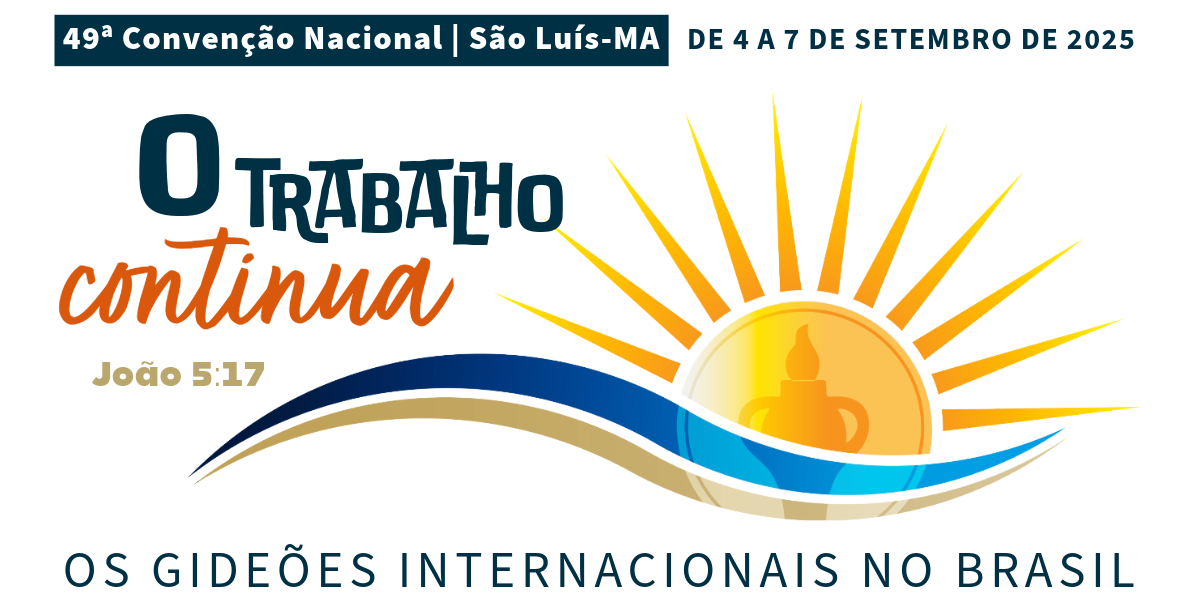 49ª Convenção Nacional | São Luís-MA DE 4 A 7 DE SETEMBRO DE 2025
O TRABALHO
continua
João 5:17
OS GIDEÕES INTERNACIONAIS NO BRASIL